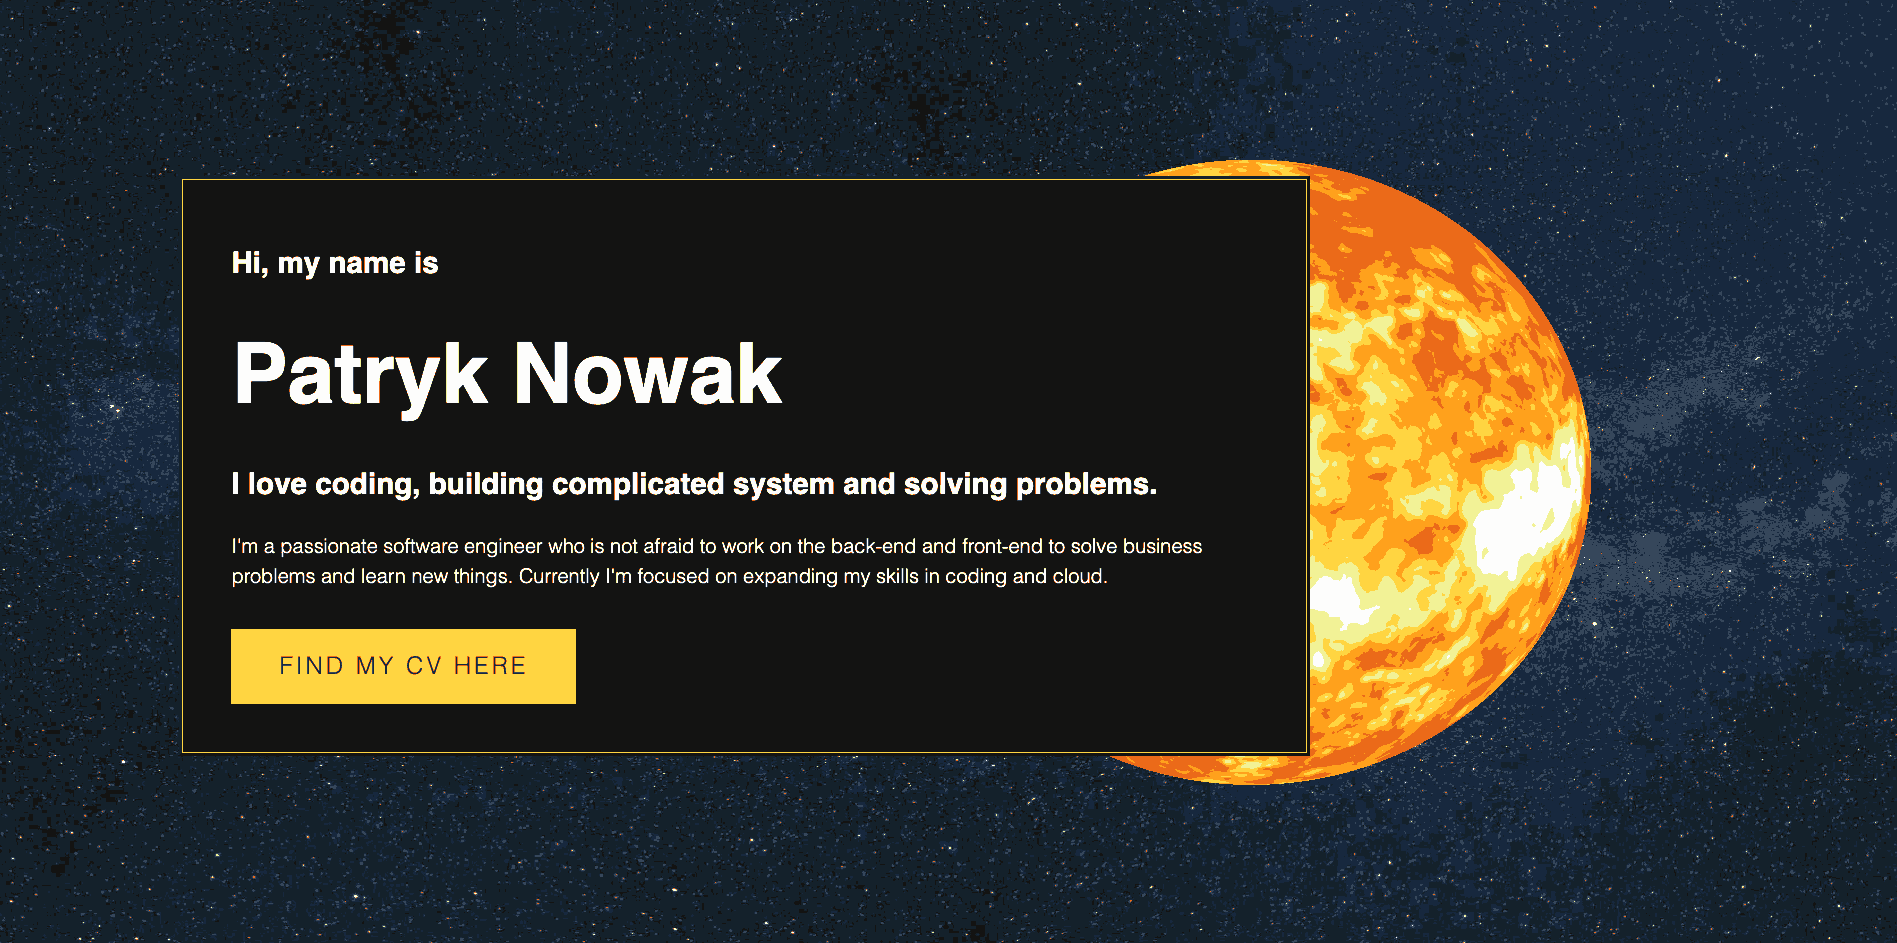 Hi, my name is
Patryk Nowak
I love coding, building complicated system and solving problems.
I'm a passionate software engineer who is not afraid to work on the back-end and front-end to solve business
problems and learn new things. Currently I'm focused on expanding my skills in coding and cloud.
FIND MY CV HERE